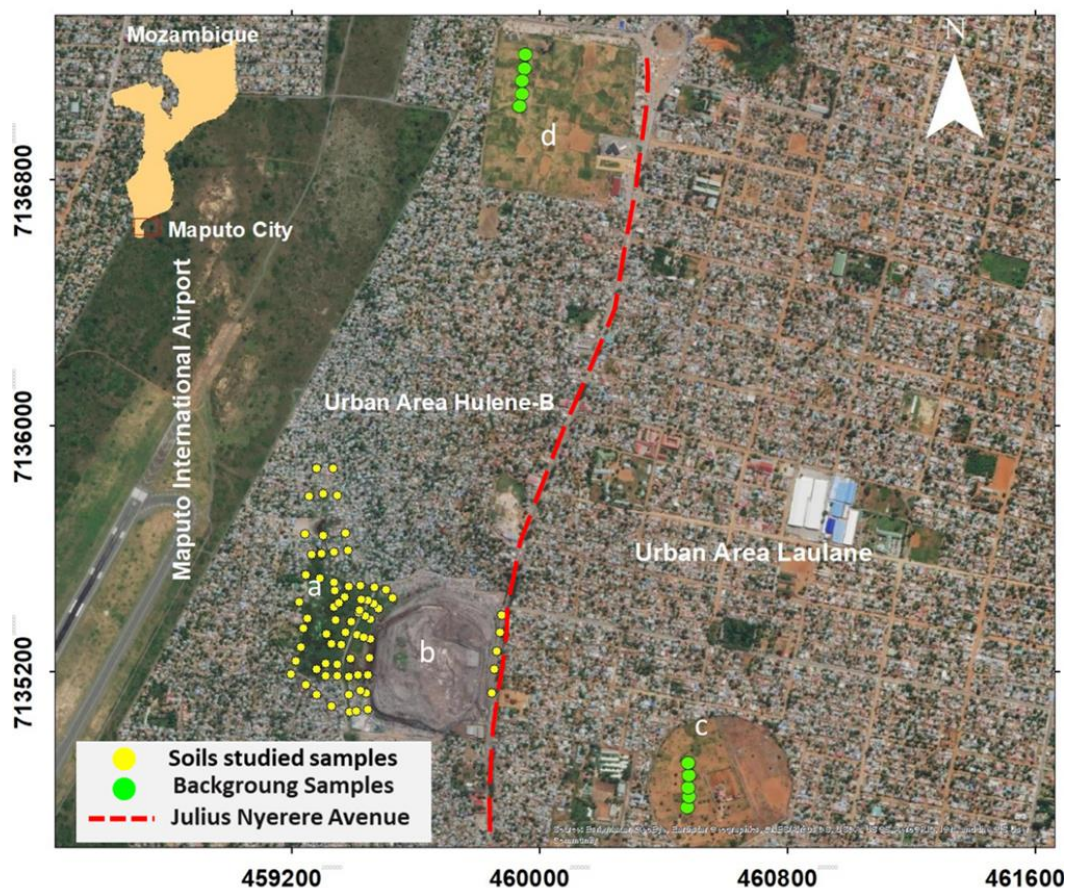 Mozambique
N
d
7136800
Maputo City
Maputo International Airport
Urban Area Hulene-B
7136000
Urban Area Laulane
a
b
7135200
c
Soils studied samples
Backgroung Samples
Julius Nyerere Avenue
459200
460000
460800
461600